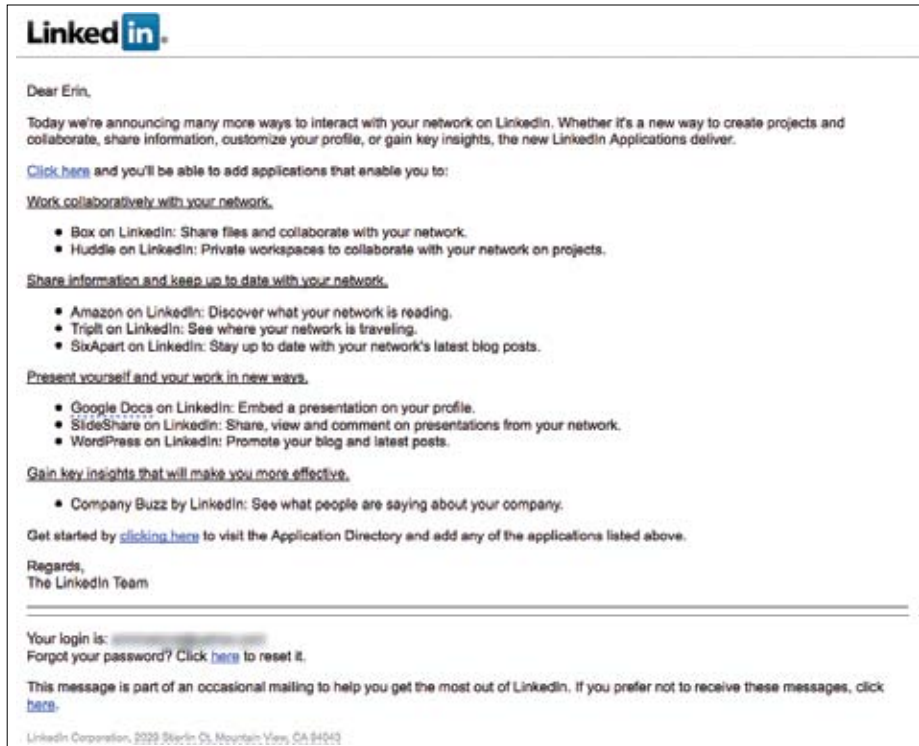 Linked in.
Dear Erin,
Today we're announcing many more ways to interact with your network on LinkedIn. Whether it's a new way to create projects and
collaborate, share information, customize your profile, or gain key insights, the new LinkedIn Applications deliver.
Click here and you'll be able to add applications that enable you to:
Work collaboratively with your network.
• Box on LinkedIn: Share files and collaborate with your network.
• Huddle on LinkedIn: Private workspaces to collaborate with your network on projects.
Share information and keep up to date with your network.
• Amazon on LinkedIn: Discover what your network is reading.
• TripIt on LinkedIn: See where your network is traveling.
• SixApart on LinkedIn: Stay up to date with your network's latest blog posts.
Present yourself and your work in new ways.
• Google Docs on LinkedIn: Embed a presentation on your profile.
• SlideShare on LinkedIn: Share, view and comment on presentations from your network.
• WordPress on LinkedIn: Promote your blog and latest posts.
Gain key insights that will make you more effective.
• Company Buzz by LinkedIn: See what people are saying about your company.
Get started by clicking here to visit the Application Directory and add any of the applications listed above.
Regards,
The LinkedIn Team
Your login is:
Forgot your password? Click here to reset it.
This message is part of an occasional mailing to help you get the most out of LinkedIn. If you prefer not to receive these messages, click
here.
LinkedIn Corporation, 2029 Stierlin Ct, Mountain View, CA 94043